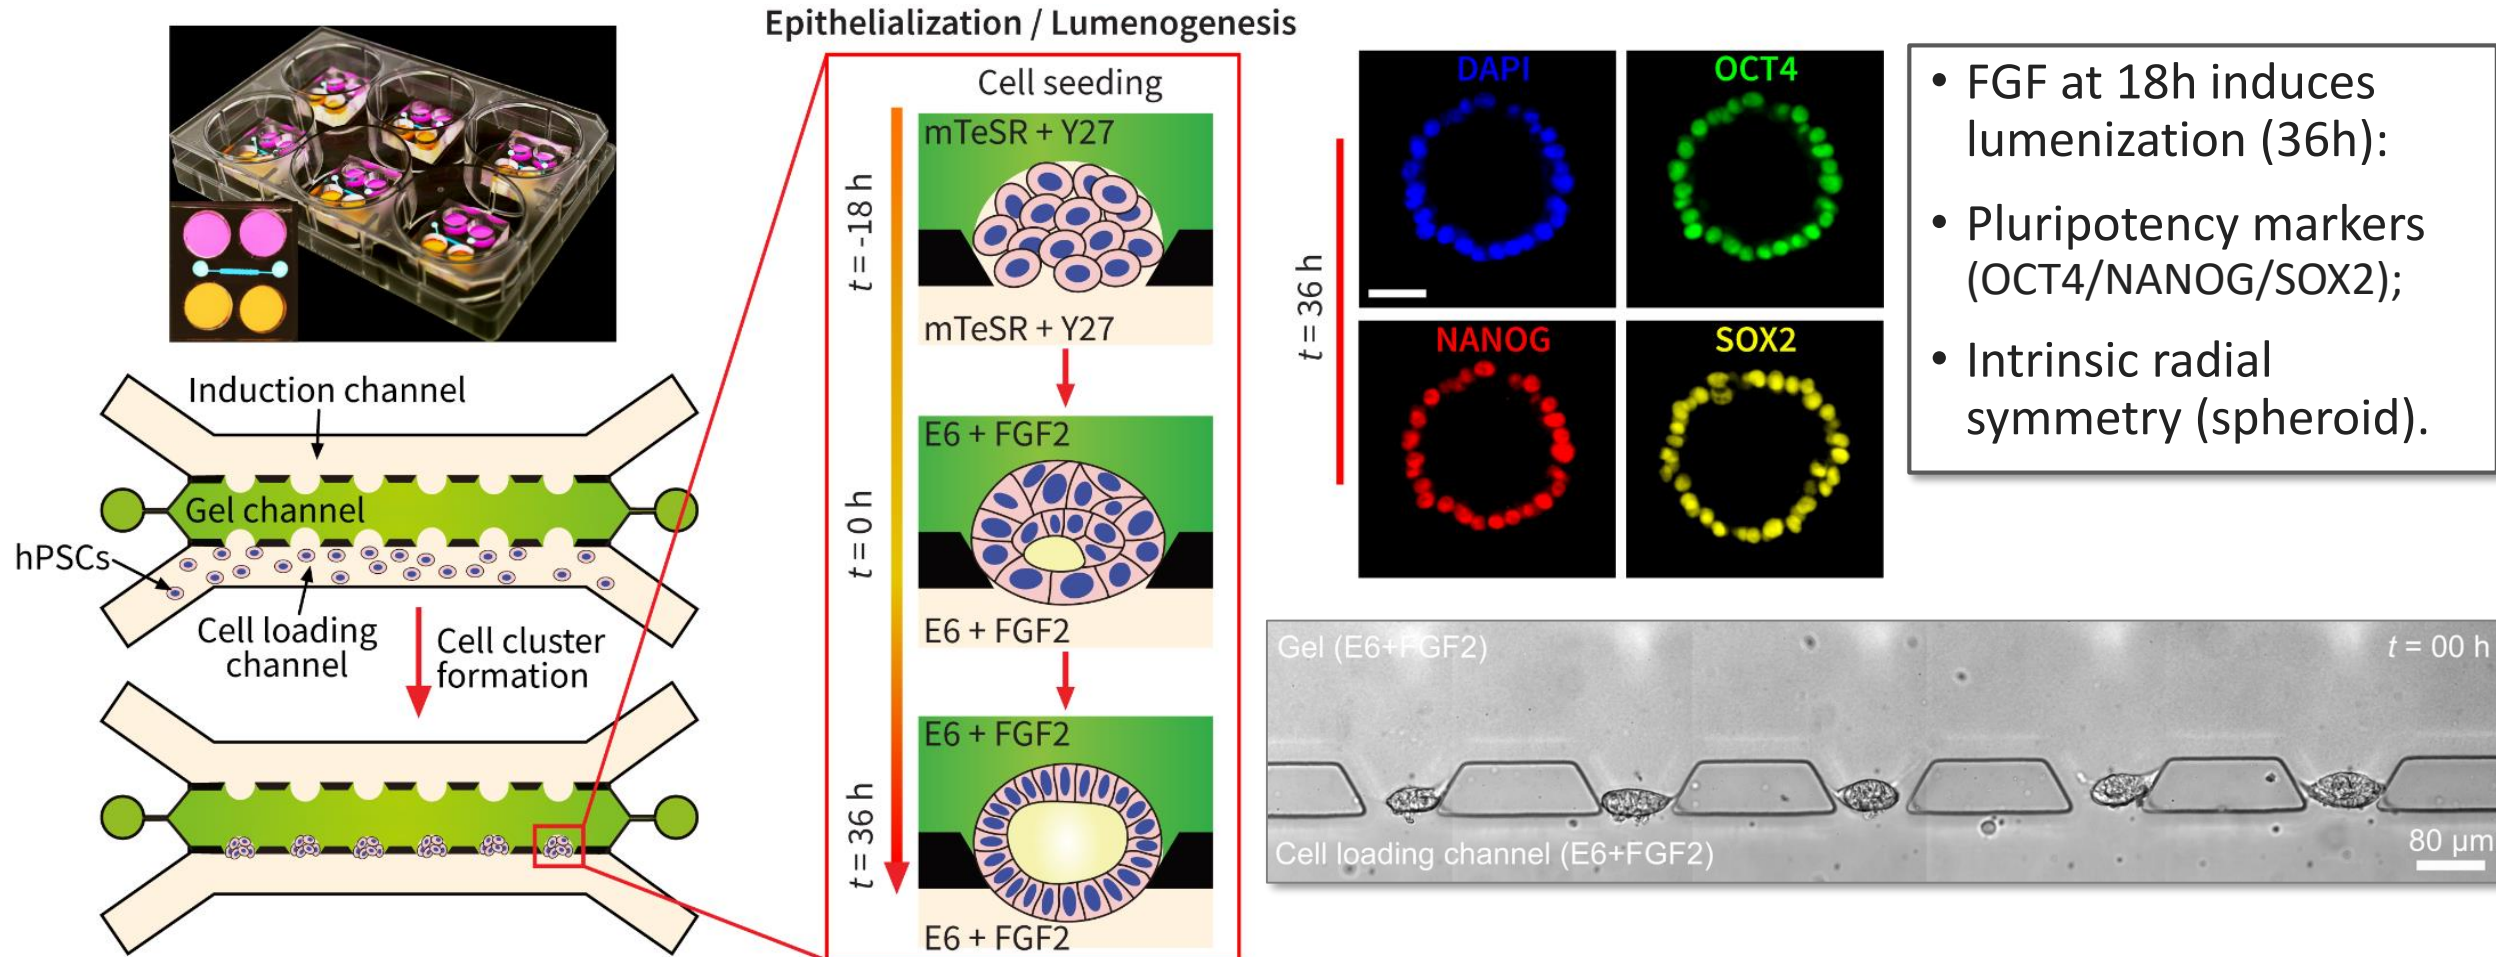 Epithelialization / Lumenogenesis
Induction channel
Gel channel
hPSCs
Cell loading
channel
Cell cluster
formation
Cell seeding
t = -18 h
mTeSR + Y27
mTeSR + Y27
t = 0 h
E6 + FGF2
E6 + FGF2
t = 36 h
E6 + FGF2
E6 + FGF2
t = 36 h
DAPI
OCT4
NANOG
SOX2
• FGF at 18h induces
lumenization (36h):
• Pluripotency markers
(OCT4/NANOG/SOX2);
• Intrinsic radial
symmetry (spheroid).
Gel (E6+FGF2)
t = 00 h
Cell loading channel (E6+FGF2)
80 µm